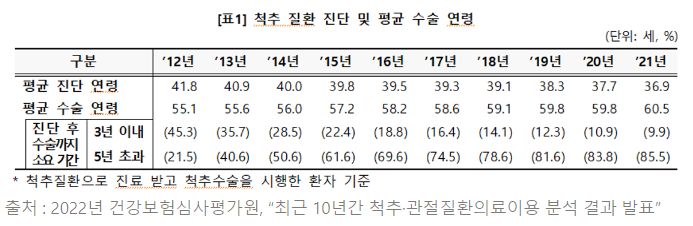 [표1] 척추 질환 진단 및 평균 수술 연령
(단위: 세, %)
구분 ’12년 ’13년 ’14년 ’15년 ’16년 ’17년 ’18년 ’19년 ’20년 ’21년
평균 진단 연령 41.8 40.9 40.0 39.8 39.5 39.3 39.1 38.3 37.7 36.9
평균 수술 연령 55.1 55.6 56.0 57.2 58.2 58.6 59.1 59.8 59.8 60.5
진단 후 수술까지 소요 기간 3년 이내 (45.3) (35.7) (28.5) (22.4) (18.8) (16.4) (14.1) (12.3) (10.9) (9.9)
5년 초과 (21.5) (40.6) (50.6) (61.6) (69.6) (74.5) (78.6) (81.6) (83.8) (85.5)
* 척추질환으로 진료 받고 척추수술을 시행한 환자 기준
출처 : 2022년 건강보험심사평가원, “최근 10년간 척추·관절질환의료이용 분석 결과 발표”